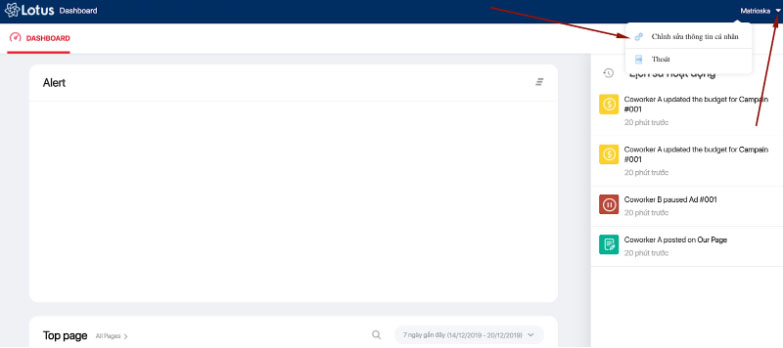 Lotus Dashboard
Matrioska
DASHBOARD
Chỉnh sửa thông tin cá nhân
Thoát
Lịch sử hoạt động
Alert
Coworker A updated the budget for Campain
#001
20 phút trước
Coworker A updated the budget for Campain
#001
20 phút trước
Coworker B paused Ad #001
20 phút trước
Coworker A posted on Our Page
20 phút trước
Top page All Pages >
7 ngày gần đây (14/12/2019 - 20/12/2019)